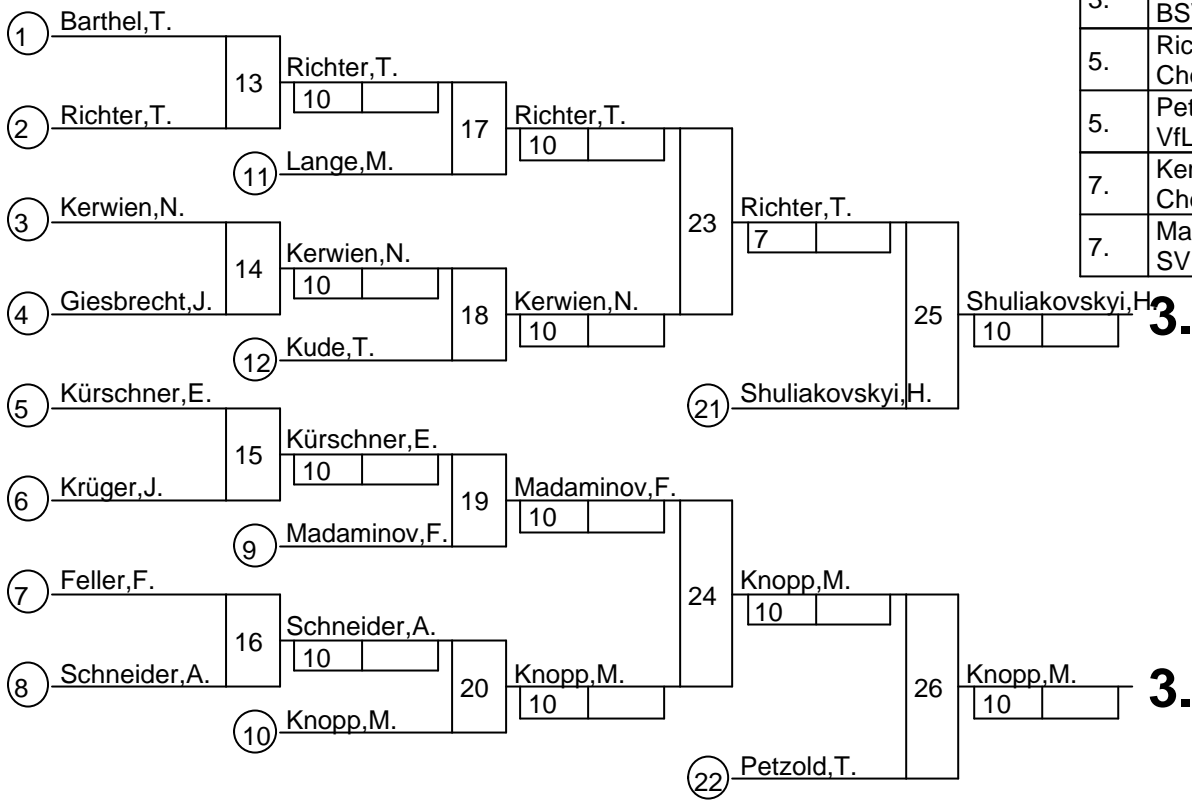 1 Barthel,T.
13
Richter,T.
10
2 Richter,T.
17
Richter,T.
10
11 Lange,M.
3 Kerwien,N.
14
Kerwien,N.
10
4 Giesbrecht,J.
18
Kerwien,N.
10
12 Kude,T.
23
Richter,T.
7
5 Kürschner,E.
15
Kürschner,E.
10
6 Krüger,J.
19
Madaminov,F.
10
9 Madaminov,F.
7 Feller,F.
16
Schneider,A.
10
8 Schneider,A.
20
Knopp,M.
10
10 Knopp,M.
24
Knopp,M.
10
21 Shuliakovskyi,H.
25
Shuliakovskyi,H.
10
3.
22 Petzold,T.
26
Knopp,M.
10
3.
5.
5.
7.
7.
SV